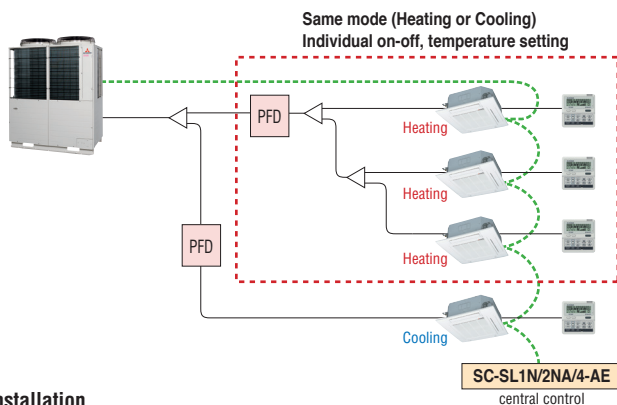 Same mode (Heating or Cooling)
Individual on-off, temperature setting
PFD
Heating
Heating
PFD
Heating
Cooling
SC-SL1N/2NA/4-AE
central control
nstallation